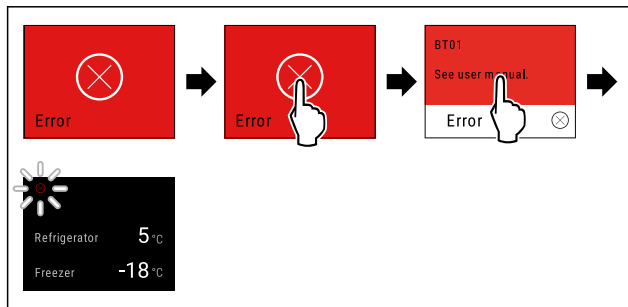 Error
Error
BT01
See user manual.
Error
Refrigerator 5 °C
Freezer -18 °C